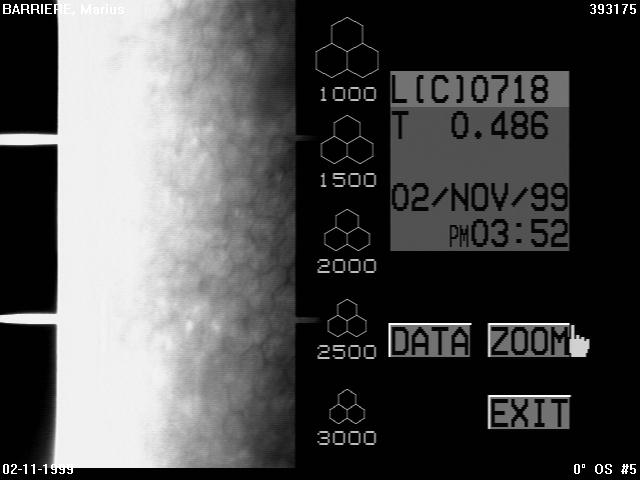 BARRIERE, Marius
393175
1000
1500
2000
2500
3000
L(C)0718
T 0.486
02/NOV/99
PM03:52
DATA
ZOOM
EXIT
02-11-1999
0° OS #5